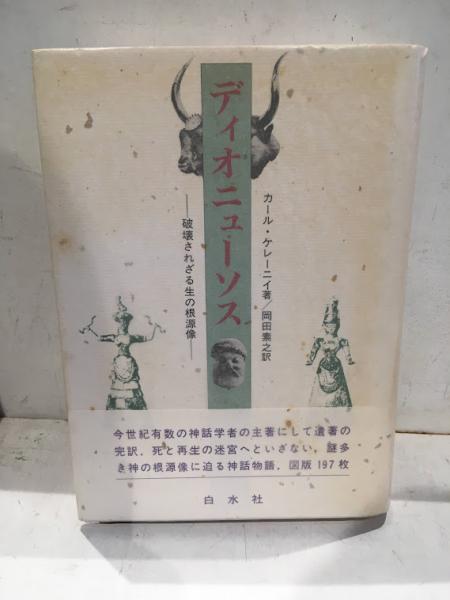 ディオニューソス
──破壊されざる生の根源像──
カール・ケレーニイ著／岡田素之訳
今世紀有数の神話学者の主著にして遺著の
完訳．死と再生の迷宮へといざない，謎多
き神の根源像に迫る神話物語．図版197枚
白水社